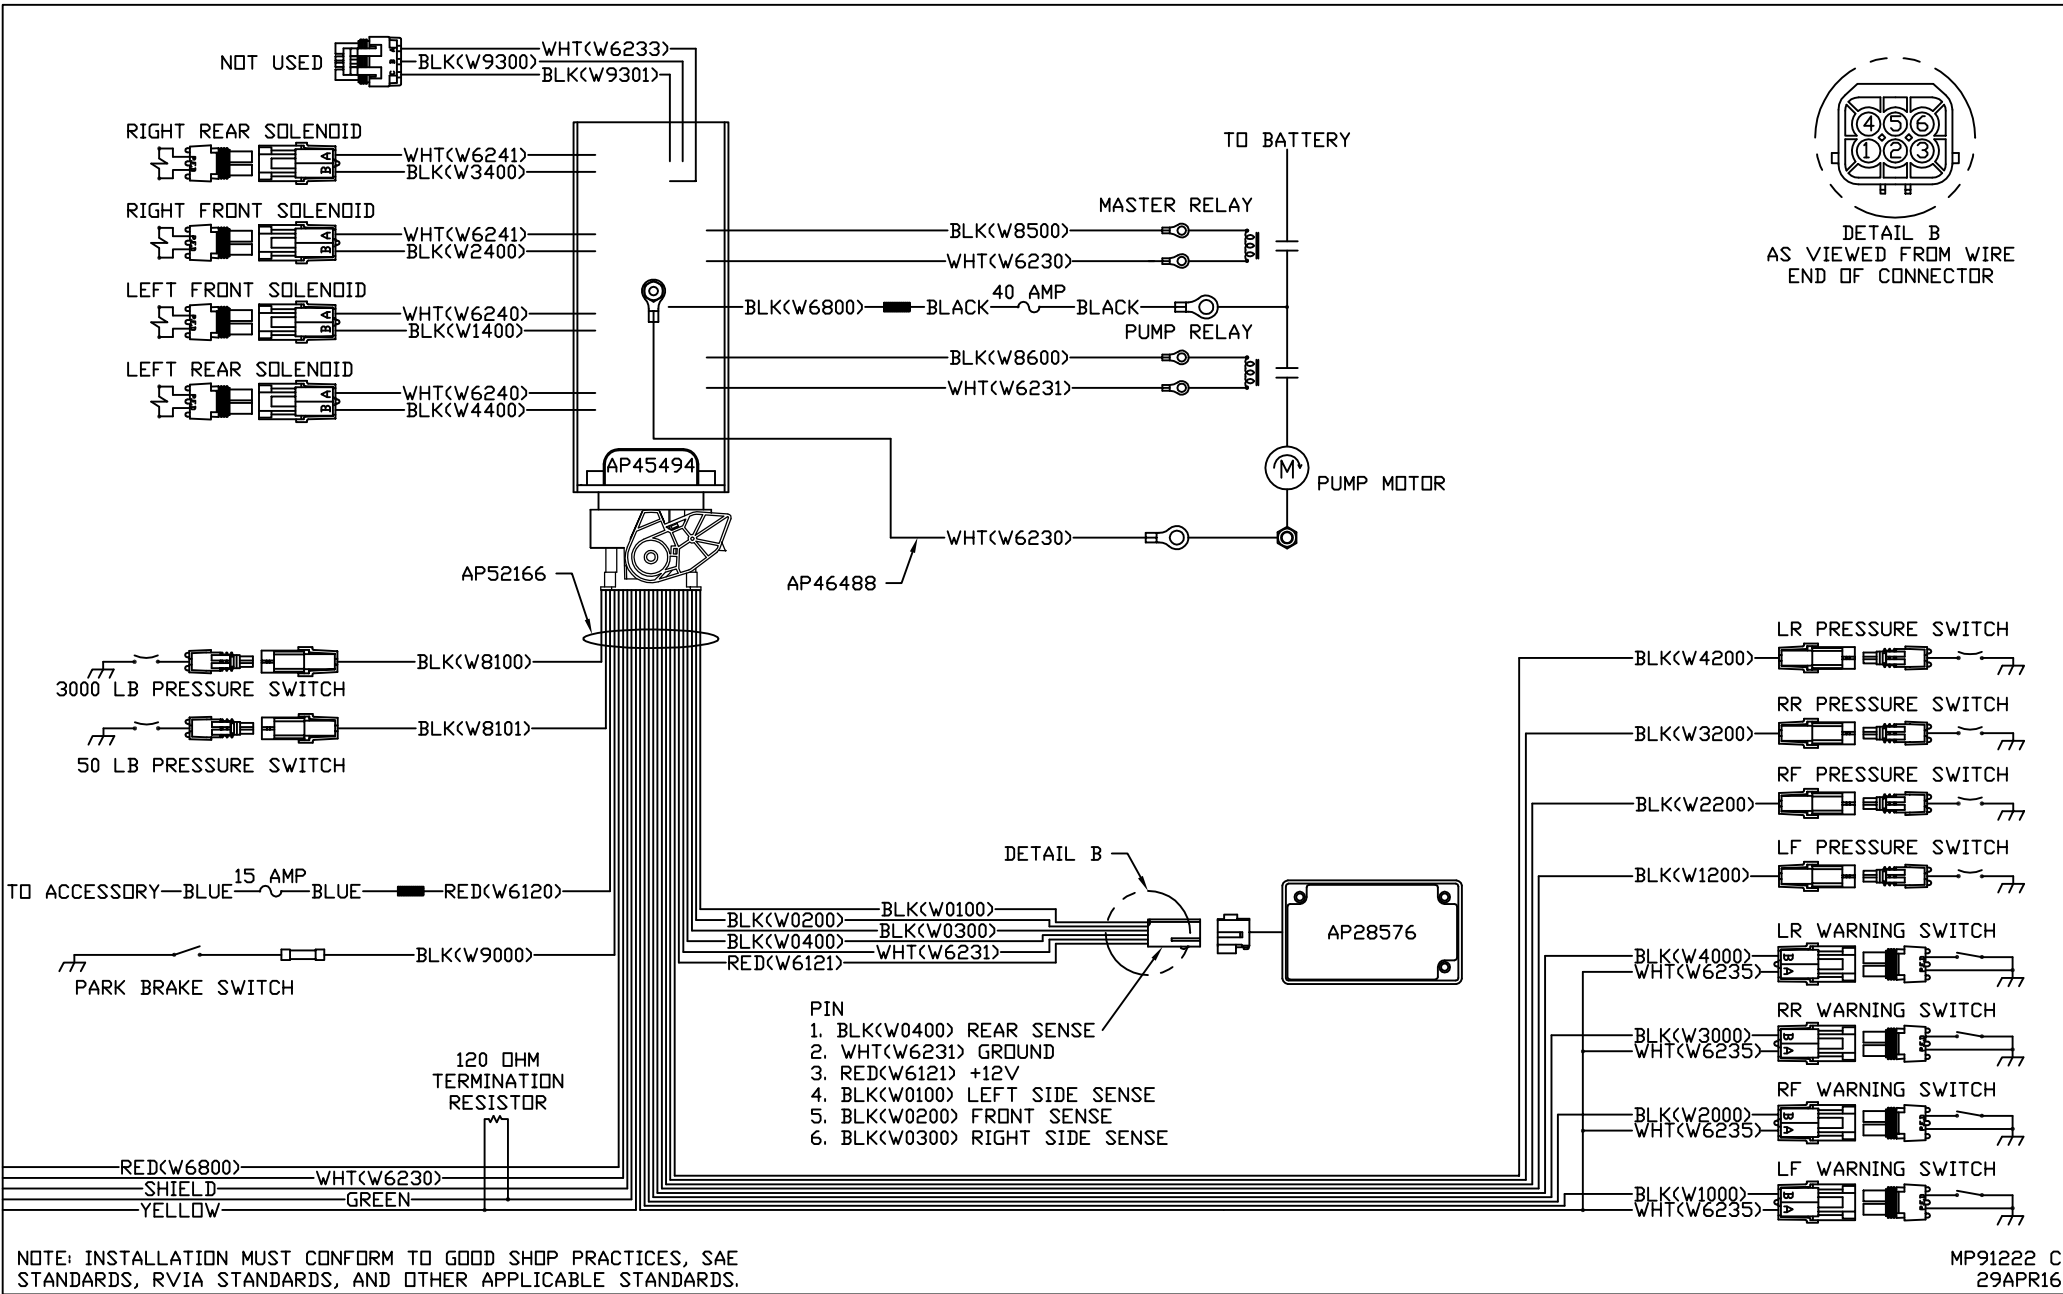 NOT USED
WHT(W6233)
BLK(W9300)
BLK(W9301)
RIGHT REAR SOLENOID
A
B
WHT(W6241)
BLK(W3400)
RIGHT FRONT SOLENOID
A
B
WHT(W6241)
BLK(W2400)
LEFT FRONT SOLENOID
A
B
WHT(W6240)
BLK(W1400)
LEFT REAR SOLENOID
A
B
WHT(W6240)
BLK(W4400)
AP45494
TO BATTERY
MASTER RELAY
BLK(W8500)
WHT(W6230)
BLK(W6800)
BLACK
40 AMP
BLACK
PUMP RELAY
BLK(W8600)
WHT(W6231)
M
PUMP MOTOR
WHT(W6230)
AP46488
4 5 6
1 2 3
DETAIL B
AS VIEWED FROM WIRE
END OF CONNECTOR
AP52166
BLK(W8100)
3000 LB PRESSURE SWITCH
BLK(W8101)
50 LB PRESSURE SWITCH
TO ACCESSORY
BLUE
15 AMP
BLUE
RED(W6120)
BLK(W9000)
PARK BRAKE SWITCH
120 OHM
TERMINATION
RESISTOR
RED(W6800)
WHT(W6230)
SHIELD
GREEN
YELLOW
DETAIL B
BLK(W0100)
BLK(W0200)
BLK(W0300)
BLK(W0400)
WHT(W6231)
RED(W6121)
AP28576
PIN
1. BLK(W0400) REAR SENSE
2. WHT(W6231) GROUND
3. RED(W6121) +12V
4. BLK(W0100) LEFT SIDE SENSE
5. BLK(W0200) FRONT SENSE
6. BLK(W0300) RIGHT SIDE SENSE
LR PRESSURE SWITCH
BLK(W4200)
RR PRESSURE SWITCH
BLK(W3200)
RF PRESSURE SWITCH
BLK(W2200)
LF PRESSURE SWITCH
BLK(W1200)
LR WARNING SWITCH
BLK(W4000)
WHT(W6235)
B
A
RR WARNING SWITCH
BLK(W3000)
WHT(W6235)
B
A
RF WARNING SWITCH
BLK(W2000)
WHT(W6235)
B
A
LF WARNING SWITCH
BLK(W1000)
WHT(W6235)
B
A
NOTE: INSTALLATION MUST CONFORM TO GOOD SHOP PRACTICES, SAE
STANDARDS, RVIA STANDARDS, AND OTHER APPLICABLE STANDARDS.
MP91222 C
29APR16